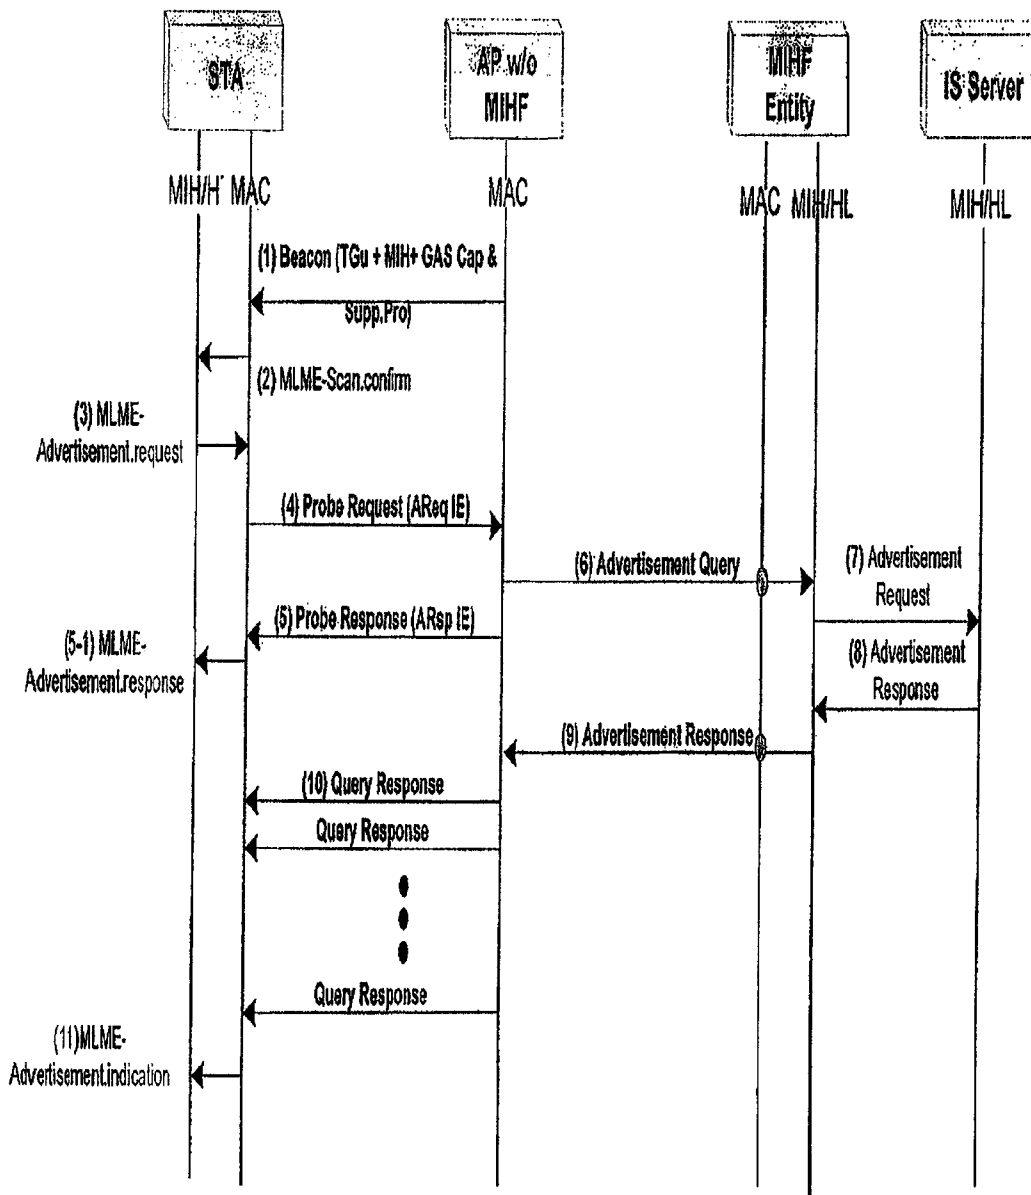 STA
AP w/o
MIHF
MIHF
Entity
IS Server
MIH/H
MAC
MAC
MAC
MIH/HL
MIH/HL
(1) Beacon (TGu + MIH+ GAS Cap &
Supp.Pro)
(2) MLME-Scan.confirm
(3) MLME-
Advertisement.request
(4) Probe Request (AReq IE)
(6) Advertisement Query
(7) Advertisement
Request
(5) Probe Response (ARsp IE)
(5-1) MLME-
Advertisement.response
(8) Advertisement
Response
(9) Advertisement Response
(10) Query Response
Query Response
Query Response
(11)MLME-
Advertisement.indication